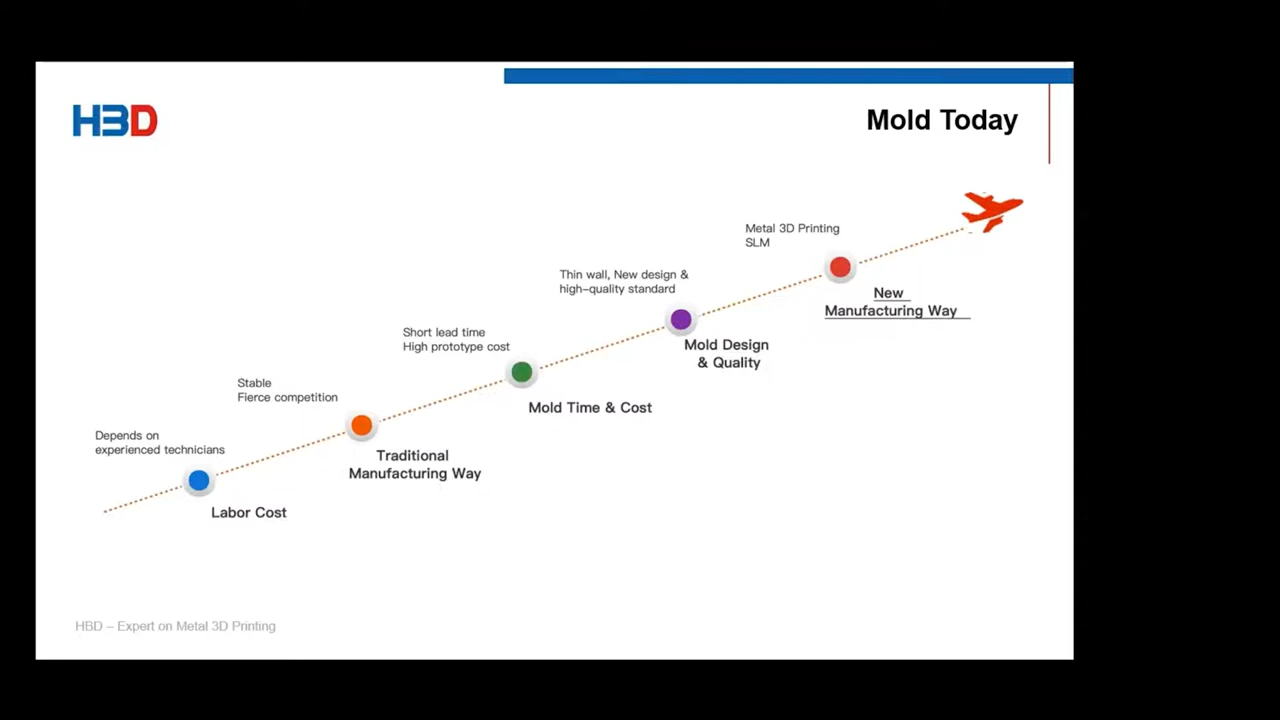 HBD
Mold Today
Metal 3D Printing
SLM
New
Manufacturing Way
Thin wall, New design &
high-quality standard
Mold Design
& Quality
Short lead time
High prototype cost
Mold Time & Cost
Stable
Fierce competition
Traditional
Manufacturing Way
Depends on
experienced technicians
Labor Cost
HBD – Expert on Metal 3D Printing